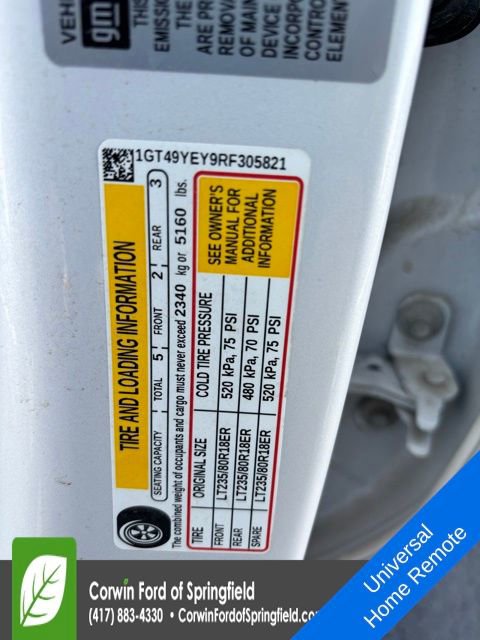 VEHIC
gm
THIS
EMISSION
THE
ARE PR
REMOVA
OF MAIN
DEVICE
INCORPO
CONTRO
ELEMEN
1GT49YEY9RF305821
TIRE AND LOADING INFORMATION
SEATING CAPACITY TOTAL 5 FRONT 2 REAR 3
The combined weight of occupants and cargo must never exceed 2340 kg or 5160 lbs.
TIRE ORIGINAL SIZE COLD TIRE PRESSURE
FRONT LT235/80R18ER 520 kPa, 75 PSI
REAR LT235/80R18ER 480 kPa, 70 PSI
SPARE LT235/80R18ER 520 kPa, 75 PSI
SEE OWNER'S
MANUAL FOR
ADDITIONAL
INFORMATION
Corwin Ford of Springfield
(417) 883-4330 • CorwinFordofSpringfield.co
Universal
Home Remote